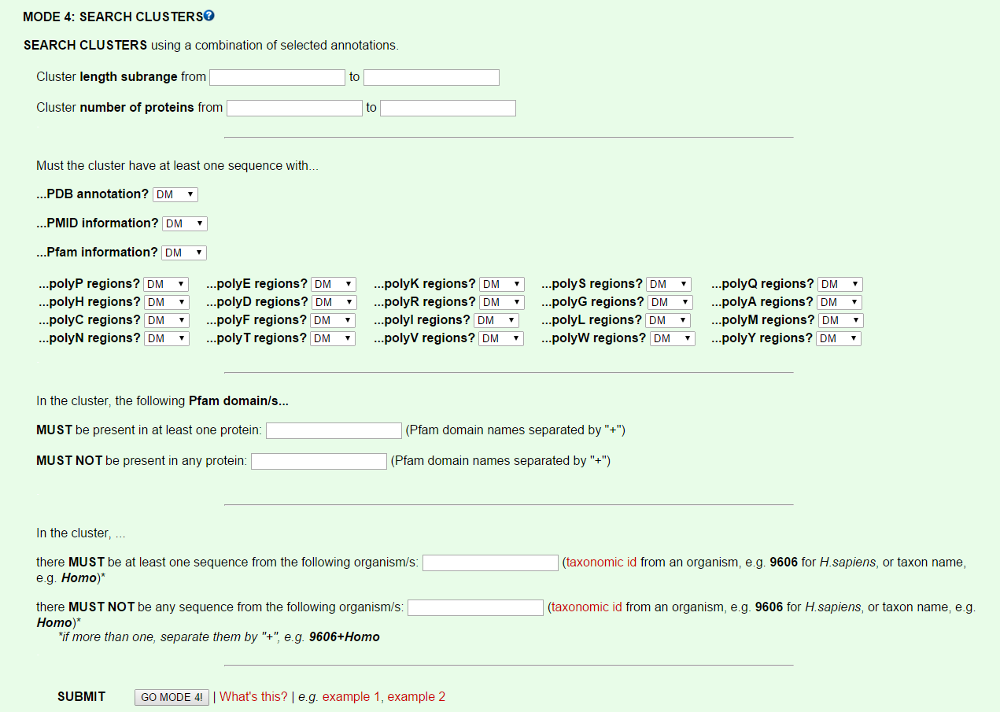 MODE 4: SEARCH CLUSTERS?
SEARCH CLUSTERS using a combination of selected annotations.
Cluster length subrange from to
Cluster number of proteins from to
Must the cluster have at least one sequence with...
...PDB annotation? DM
...PMID information? DM
...Pfam information? DM
...polyP regions? DM ...polyE regions? DM ...polyK regions? DM ...polyS regions? DM ...polyQ regions? DM
...polyH regions? DM ...polyD regions? DM ...polyR regions? DM ...polyG regions? DM ...polyA regions? DM
...polyC regions? DM ...polyF regions? DM ...polyI regions? DM ...polyL regions? DM ...polyM regions? DM
...polyN regions? DM ...polyT regions? DM ...polyV regions? DM ...polyW regions? DM ...polyY regions? DM
In the cluster, the following Pfam domain/s...
MUST be present in at least one protein: (Pfam domain names separated by "+")
MUST NOT be present in any protein: (Pfam domain names separated by "+")
In the cluster, ...
there MUST be at least one sequence from the following organism/s: (taxonomic id from an organism, e.g. 9606 for H.sapiens, or taxon name,
e.g. Homo)*
there MUST NOT be any sequence from the following organism/s: (taxonomic id from an organism, e.g. 9606 for H.sapiens, or taxon name, e.g.
Homo)*
*if more than one, separate them by "+", e.g. 9606+Homo
SUBMIT GO MODE 4! | What's this? | e.g. example 1, example 2